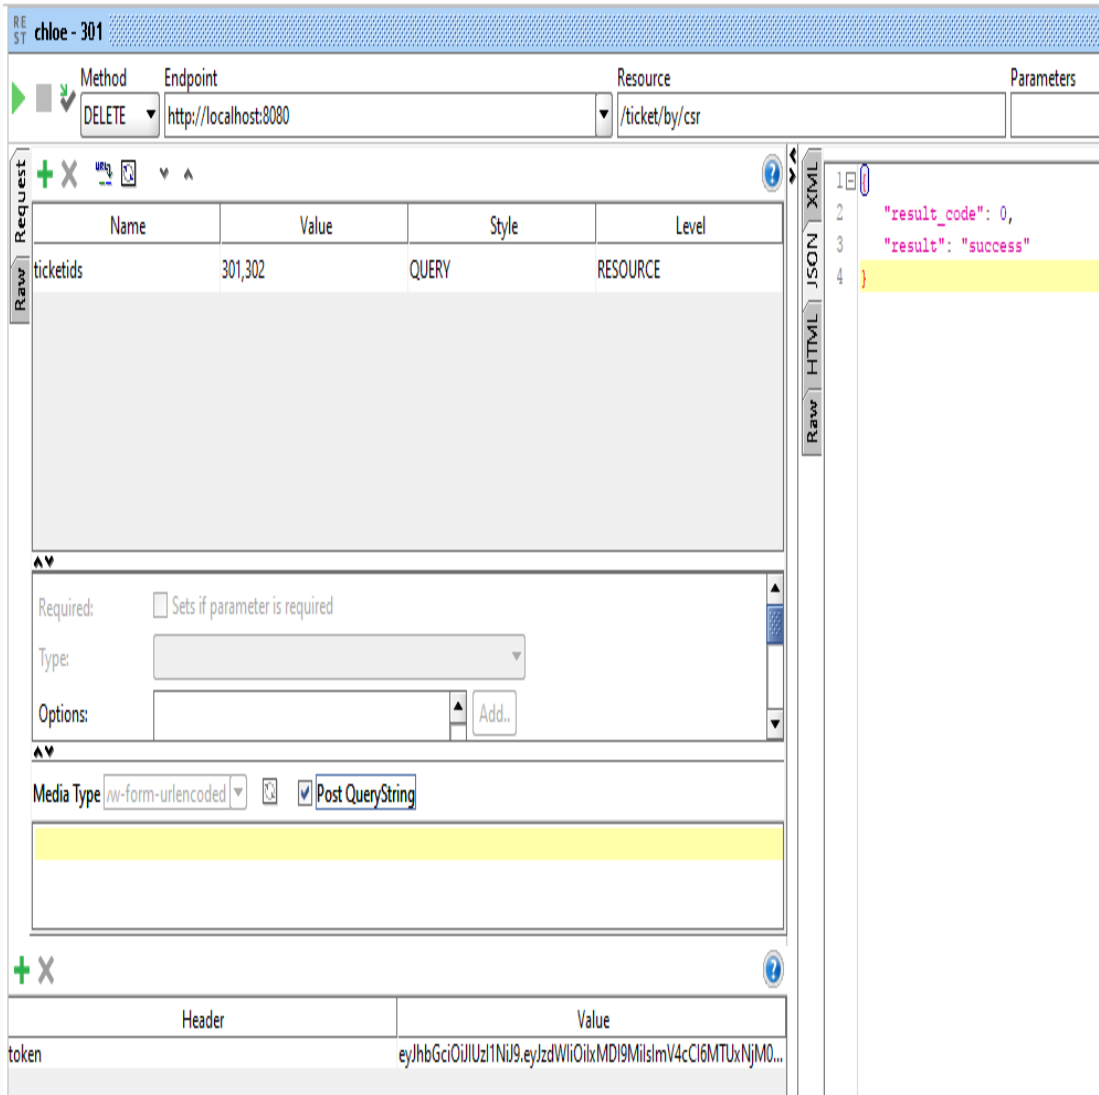 RE
ST chloe - 301
Method Endpoint Resource Parameters
DELETE http://localhost:8080 /ticket/by/csr
Request
Raw
Name Value Style Level
ticketids 301,302 QUERY RESOURCE
Required: Sets if parameter is required
Type:
Options: Add..
Media Type w-form-urlencoded Post QueryString
Header Value
token
XML
JSON
HTML
Raw
1 {
2 "result_code": 0,
3 "result": "success"
4 }